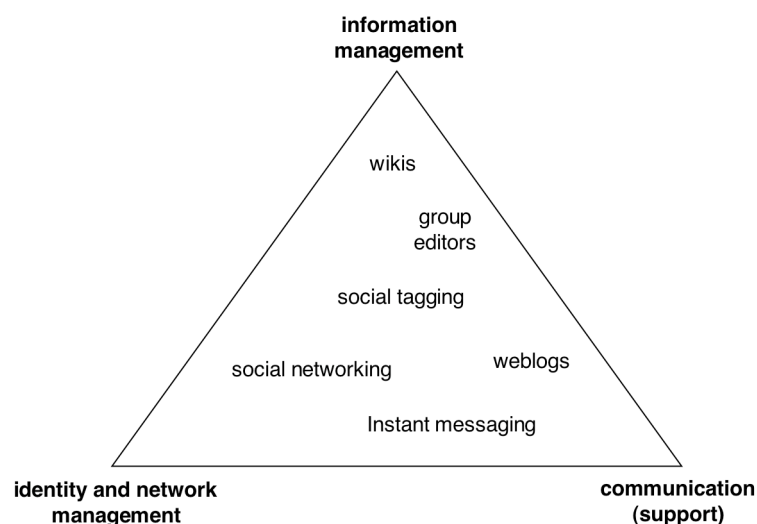 information
management
wikis
group
editors
social tagging
weblogs
social networking
Instant messaging
identity and network
management
communication
(support)